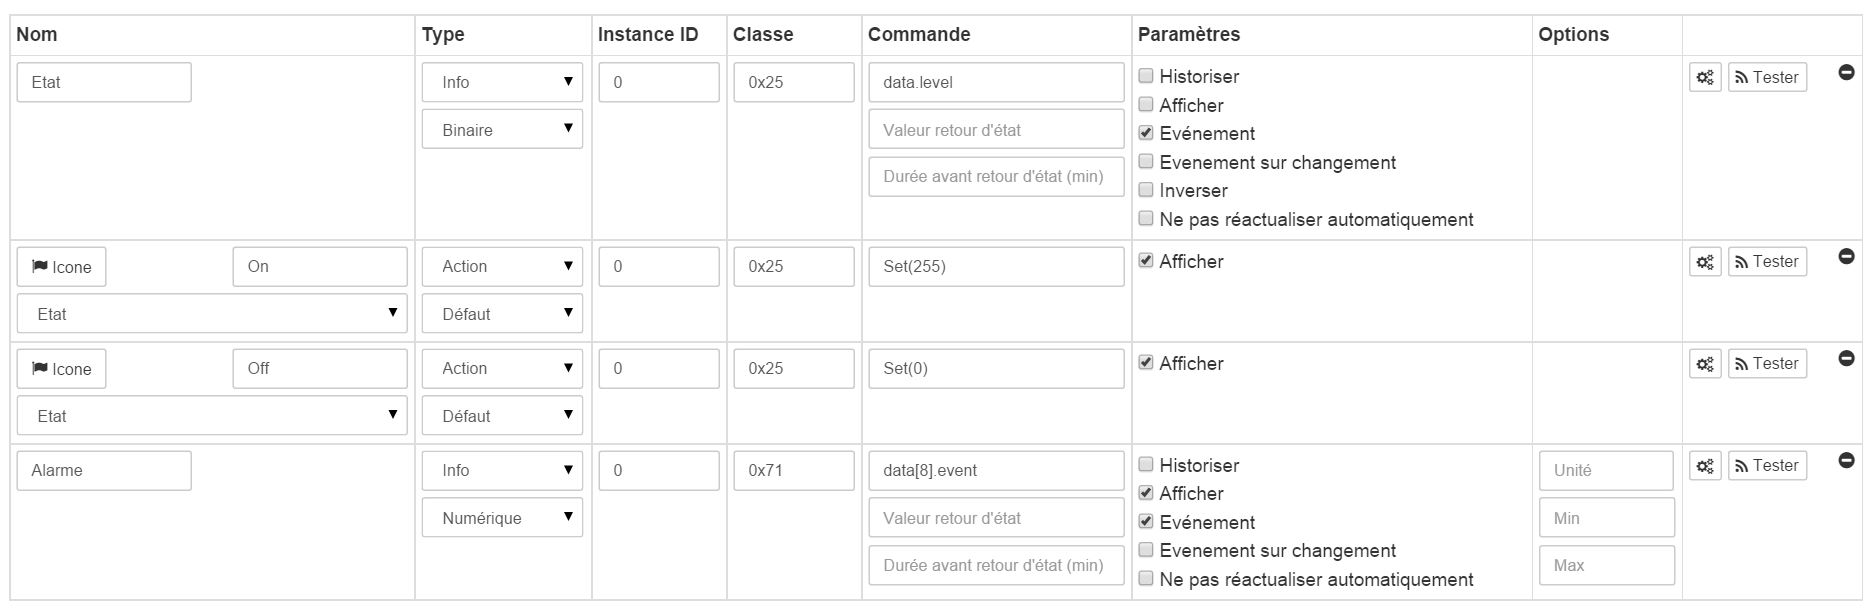 Nom Type Instance ID Classe Commande Paramètres Options
Etat Info 0 0x25 data.level Historiser Tester
Afficher
Binaire Valeur retour d'état Evénement
Evenement sur changement
Durée avant retour d'état (min)
Inverser
Ne pas réactualiser automatiquement
Icone On Action 0 0x25 Set(255) Afficher Tester
Etat Défaut
Icone Off Action 0 0x25 Set(0) Afficher Tester
Etat Défaut
Alarme Info 0 0x71 data[8].event Historiser Unité Tester
Afficher
Numérique Valeur retour d'état Evénement Min
Evenement sur changement
Durée avant retour d'état (min) Max
Ne pas réactualiser automatiquement